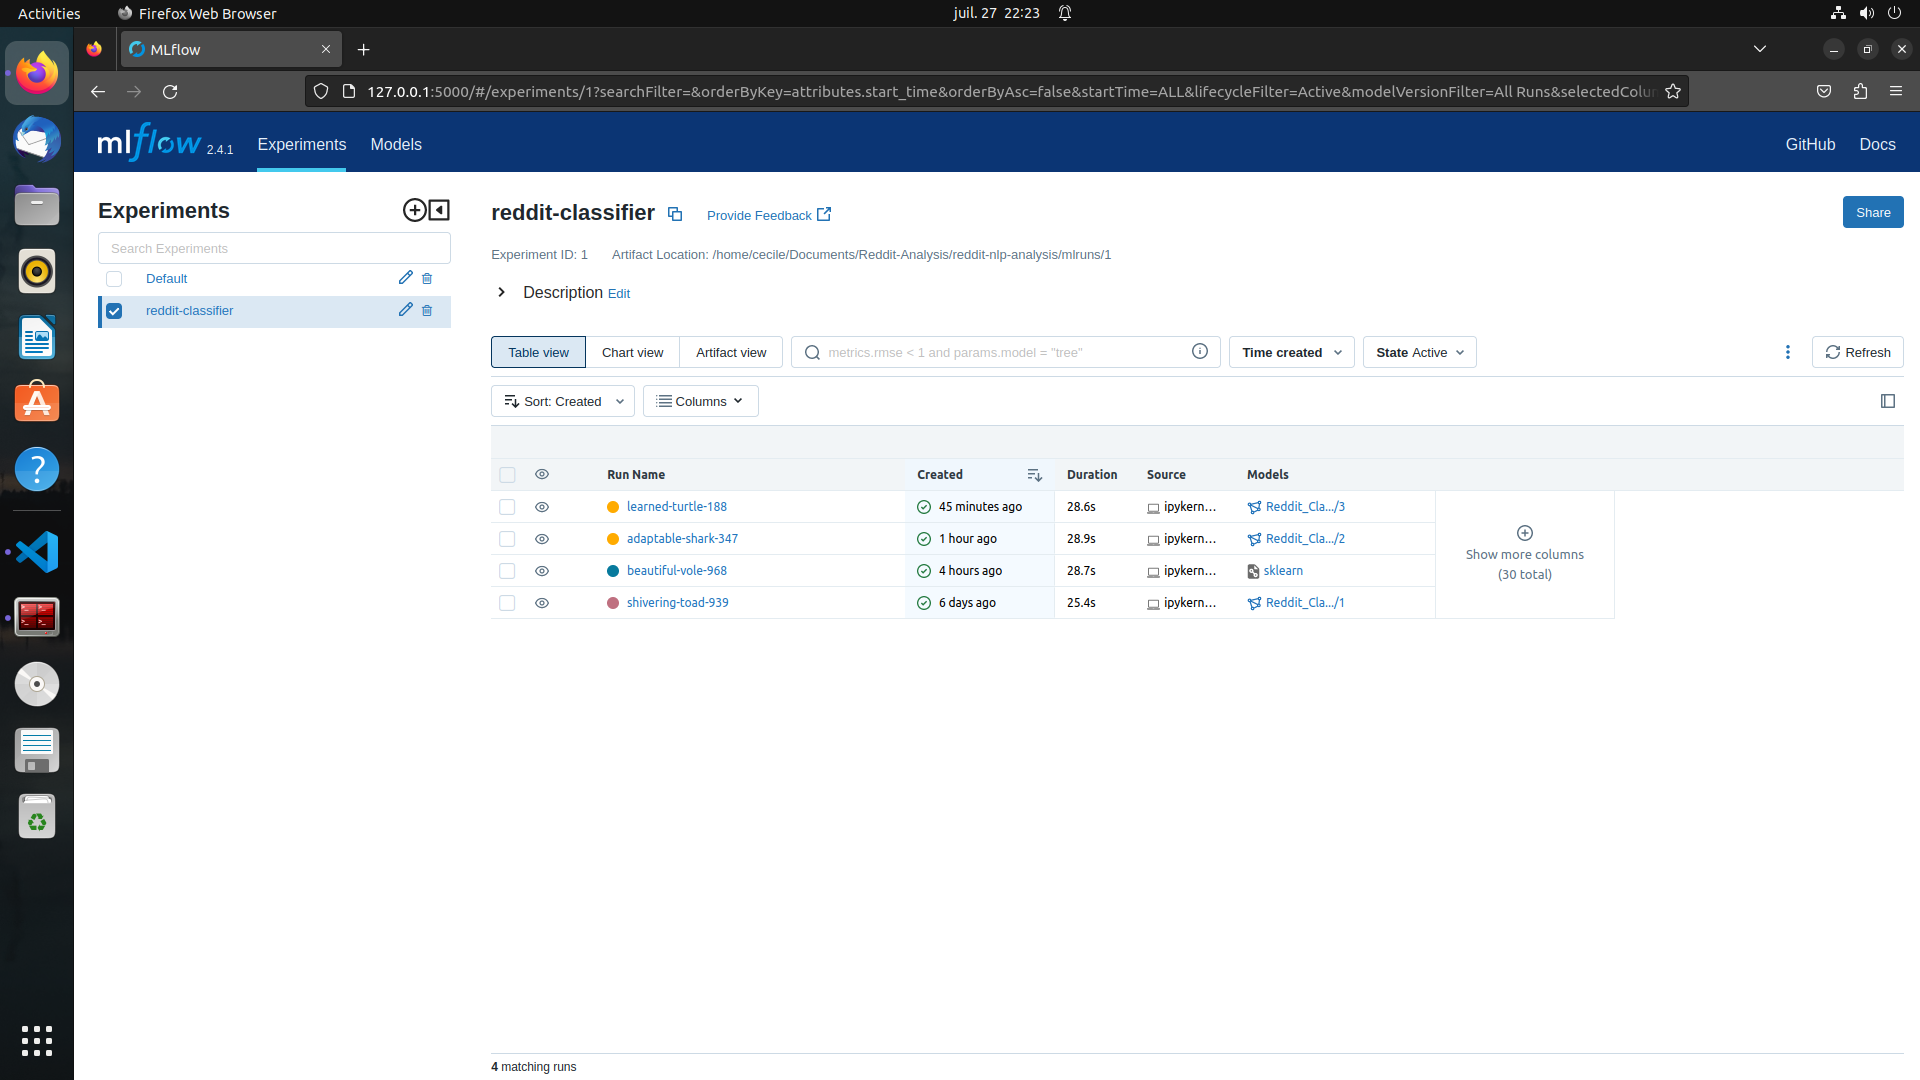 Activities
Firefox Web Browser
juil. 27 22:23
MLflow
127.0.0.1:5000/#/experiments/1?searchFilter=&orderByKey=attributes.start_time&orderByAsc=false&startTime=ALL&lifecycleFilter=Active&modelVersionFilter=All Runs&selectedColu
mlflow 2.4.1
Experiments
Models
GitHub
Docs
Experiments
Search Experiments
Default
reddit-classifier
reddit-classifier
Provide Feedback
Share
Experiment ID: 1
Artifact Location: /home/cecile/Documents/Reddit-Analysis/reddit-nlp-analysis/mlruns/1
Description Edit
Table view
Chart view
Artifact view
metrics.rmse < 1 and params.model = "tree"
Time created
State Active
Refresh
Sort: Created
Columns
Run Name Created Duration Source Models
learned-turtle-188 45 minutes ago 28.6s ipykern... Reddit_Cla.../3
adaptable-shark-347 1 hour ago 28.9s ipykern... Reddit_Cla.../2
beautiful-vole-968 4 hours ago 28.7s ipykern... sklearn
shivering-toad-939 6 days ago 25.4s ipykern... Reddit_Cla.../1
Show more columns
(30 total)
4 matching runs